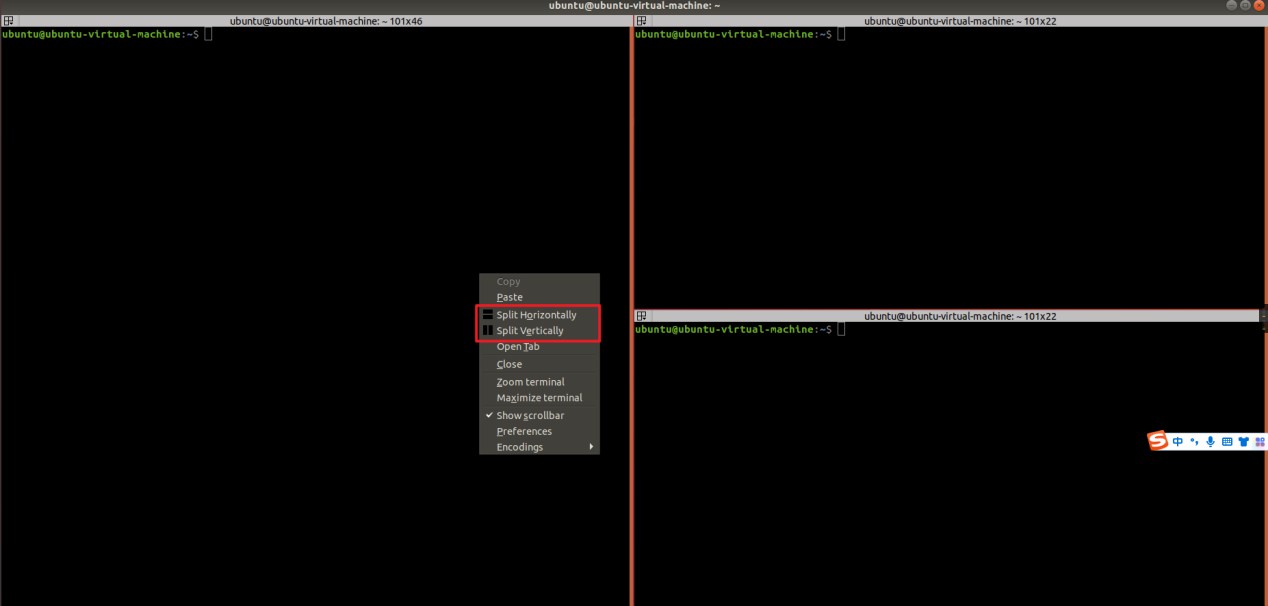 ubuntu@ubuntu-virtual-machine: ~
ubuntu@ubuntu-virtual-machine: ~ 101x46
ubuntu@ubuntu-virtual-machine:~$
Copy
Paste
Split Horizontally
Split Vertically
Open Tab
Close
Zoom terminal
Maximize terminal
Show scrollbar
Preferences
Encodings
ubuntu@ubuntu-virtual-machine: ~ 101x22
ubuntu@ubuntu-virtual-machine:~$
ubuntu@ubuntu-virtual-machine: ~ 101x22
ubuntu@ubuntu-virtual-machine:~$
S 中